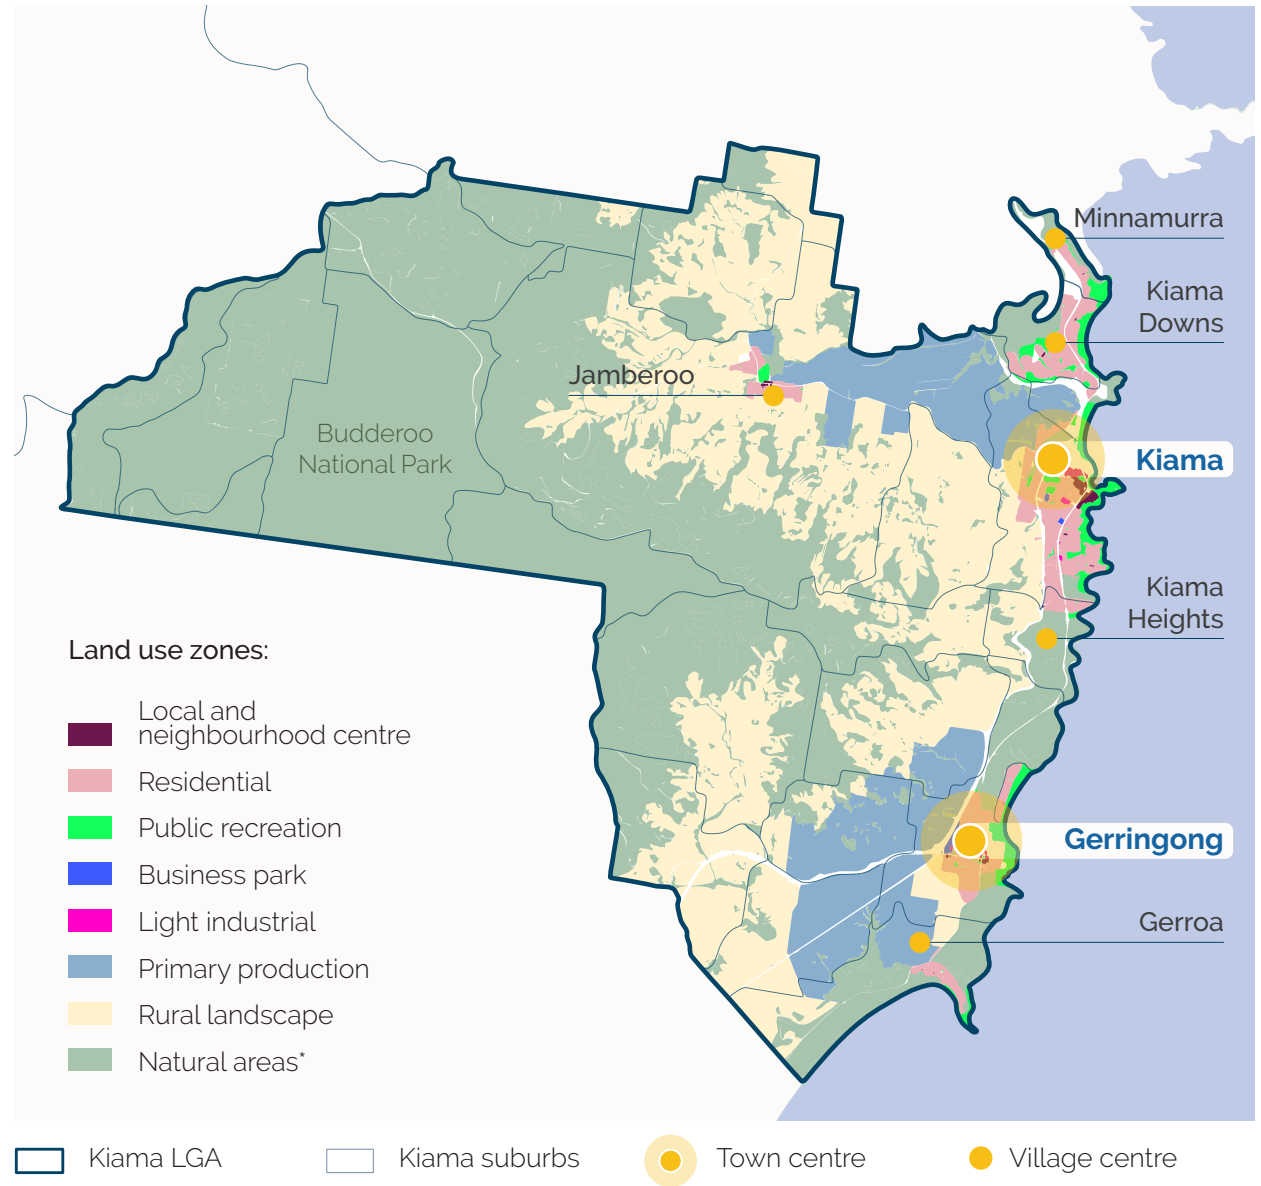 Minnamurra
Kiama
Downs
Jamberoo
Budderoo
National Park
Kiama
Kiama
Heights
Land use zones:
Local and
neighbourhood centre
Residential
Public recreation
Business park
Light industrial
Primary production
Rural landscape
Natural areas*
Gerringong
Gerroa
Kiama LGA
Kiama suburbs
Town centre
Village centre